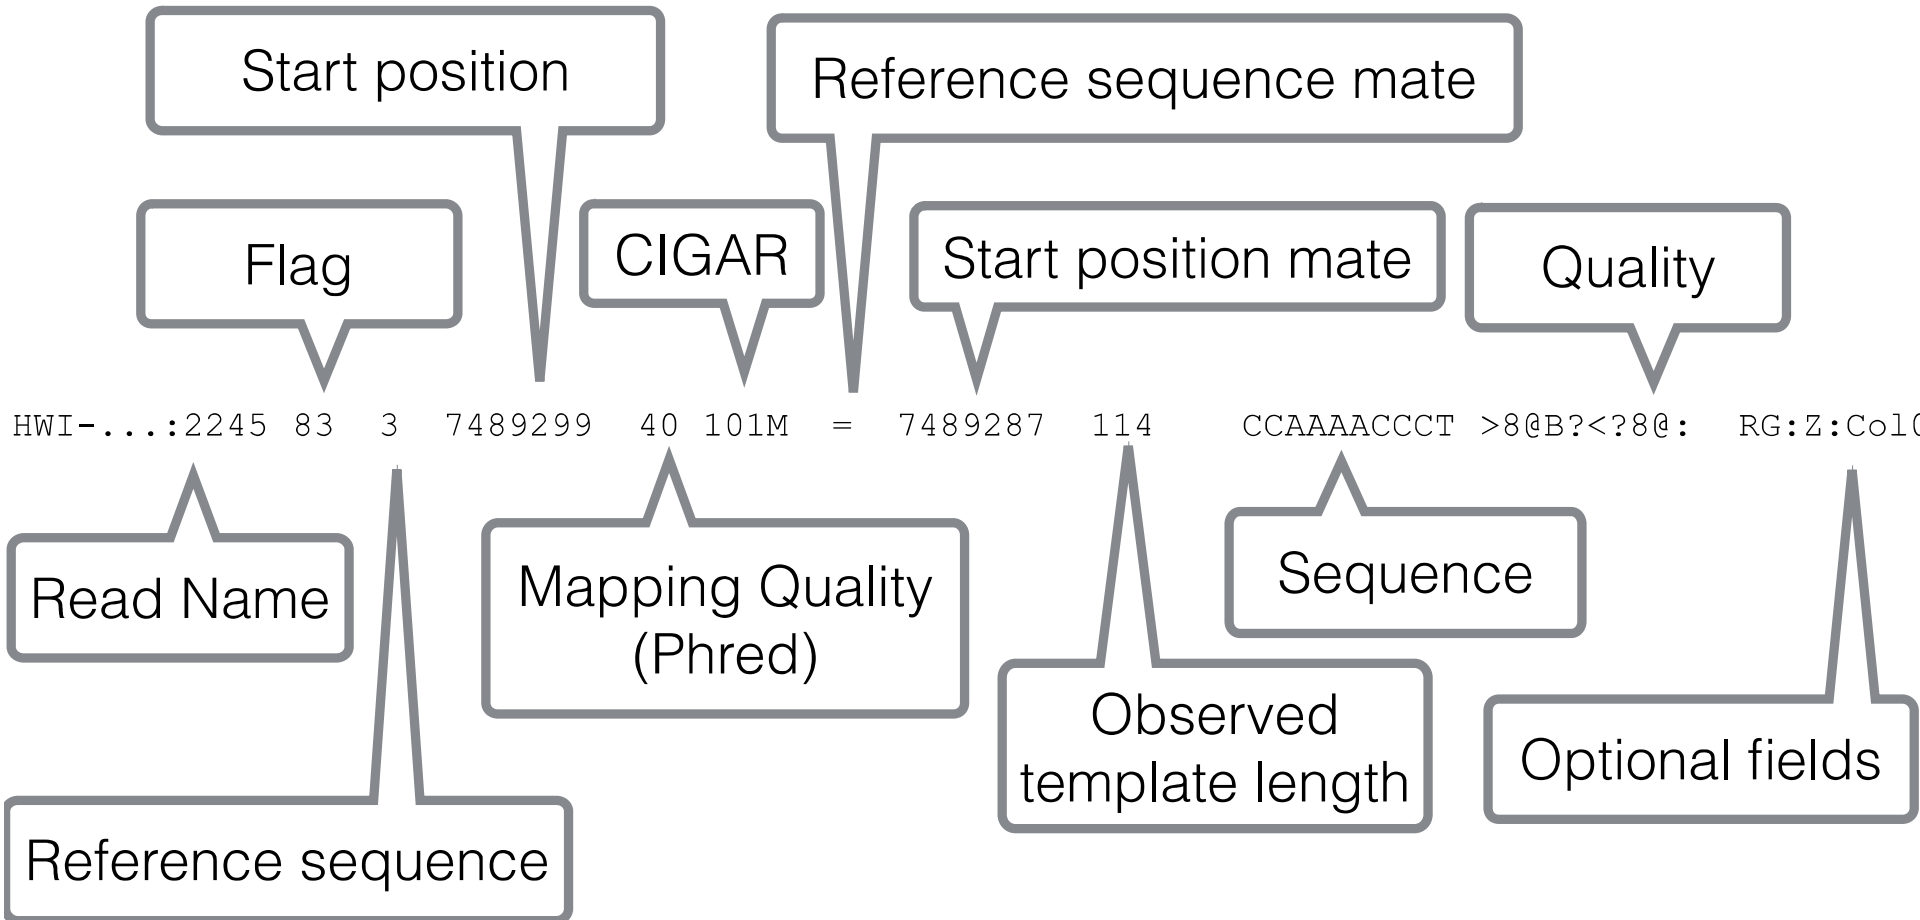 Start position
Reference sequence mate
Flag
CIGAR
Start position mate
Quality
HWI-...:2245 83 3 7489299 40 101M = 7489287 114 CCAAAACCCT >8@B?<?8@: RG:Z:Col0
Read Name
Mapping Quality
(Phred)
Sequence
Observed
template length
Optional fields
Reference sequence